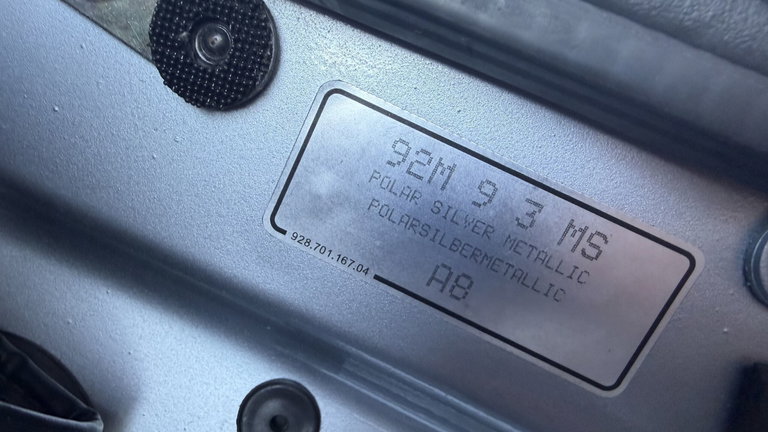 92M 9 3 MS
POLAR SILVER METALLIC
POLARSILBERMETALLIC
A8
928.701.167.04